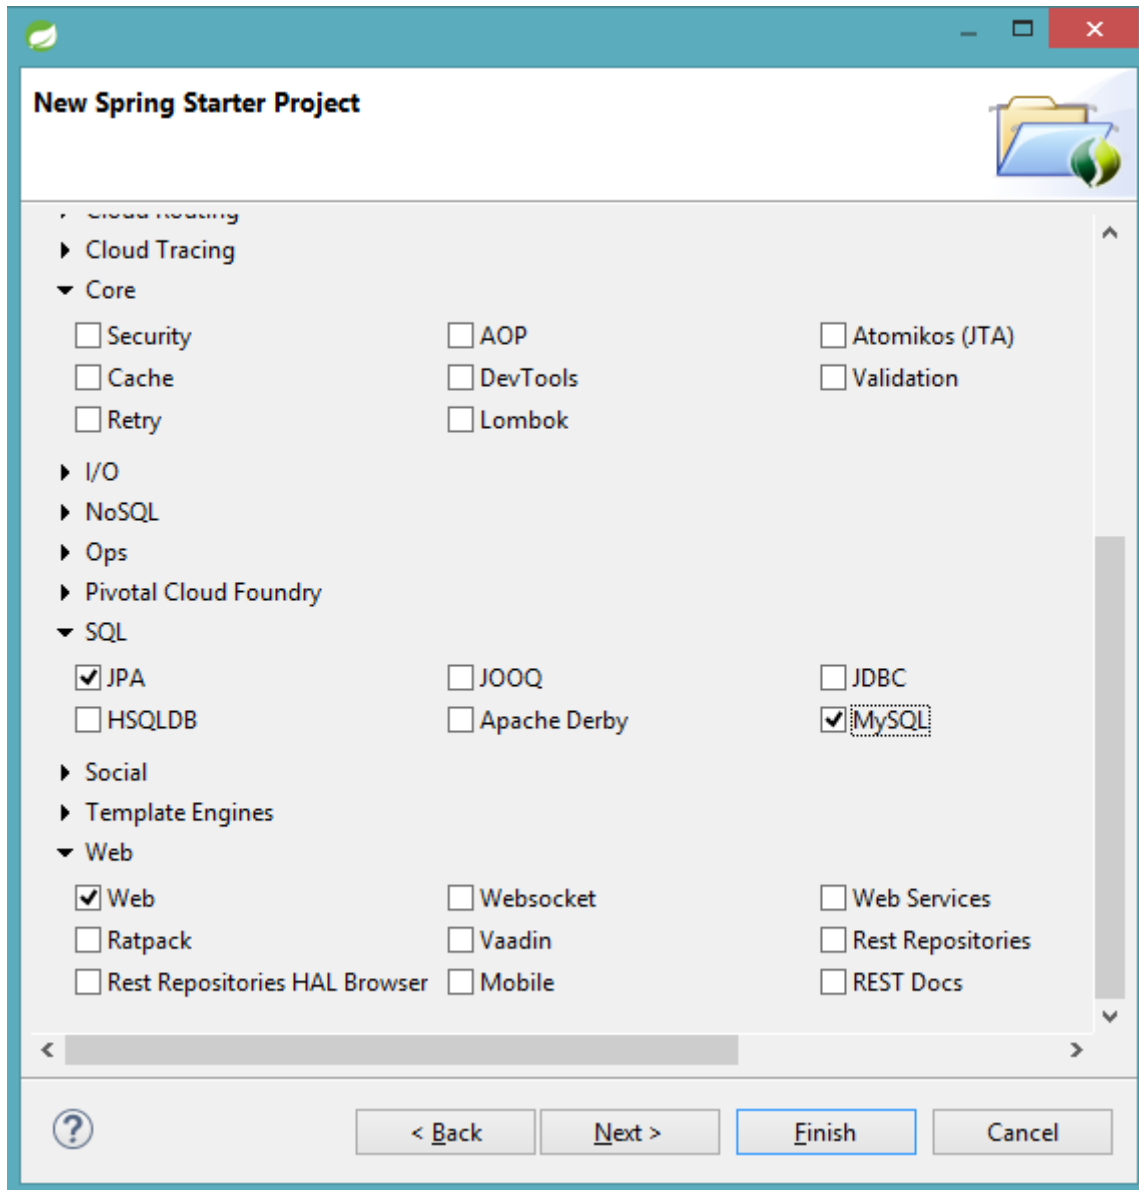 New Spring Starter Project
Cloud Routing
Cloud Tracing
Core
Security AOP Atomikos (JTA)
Cache DevTools Validation
Retry Lombok
I/O
NoSQL
Ops
Pivotal Cloud Foundry
SQL
JPA JOOQ JDBC
HSQLDB Apache Derby MySQL
Social
Template Engines
Web
Web Websocket Web Services
Ratpack Vaadin Rest Repositories
Rest Repositories HAL Browser Mobile REST Docs
? < Back Next > Finish Cancel